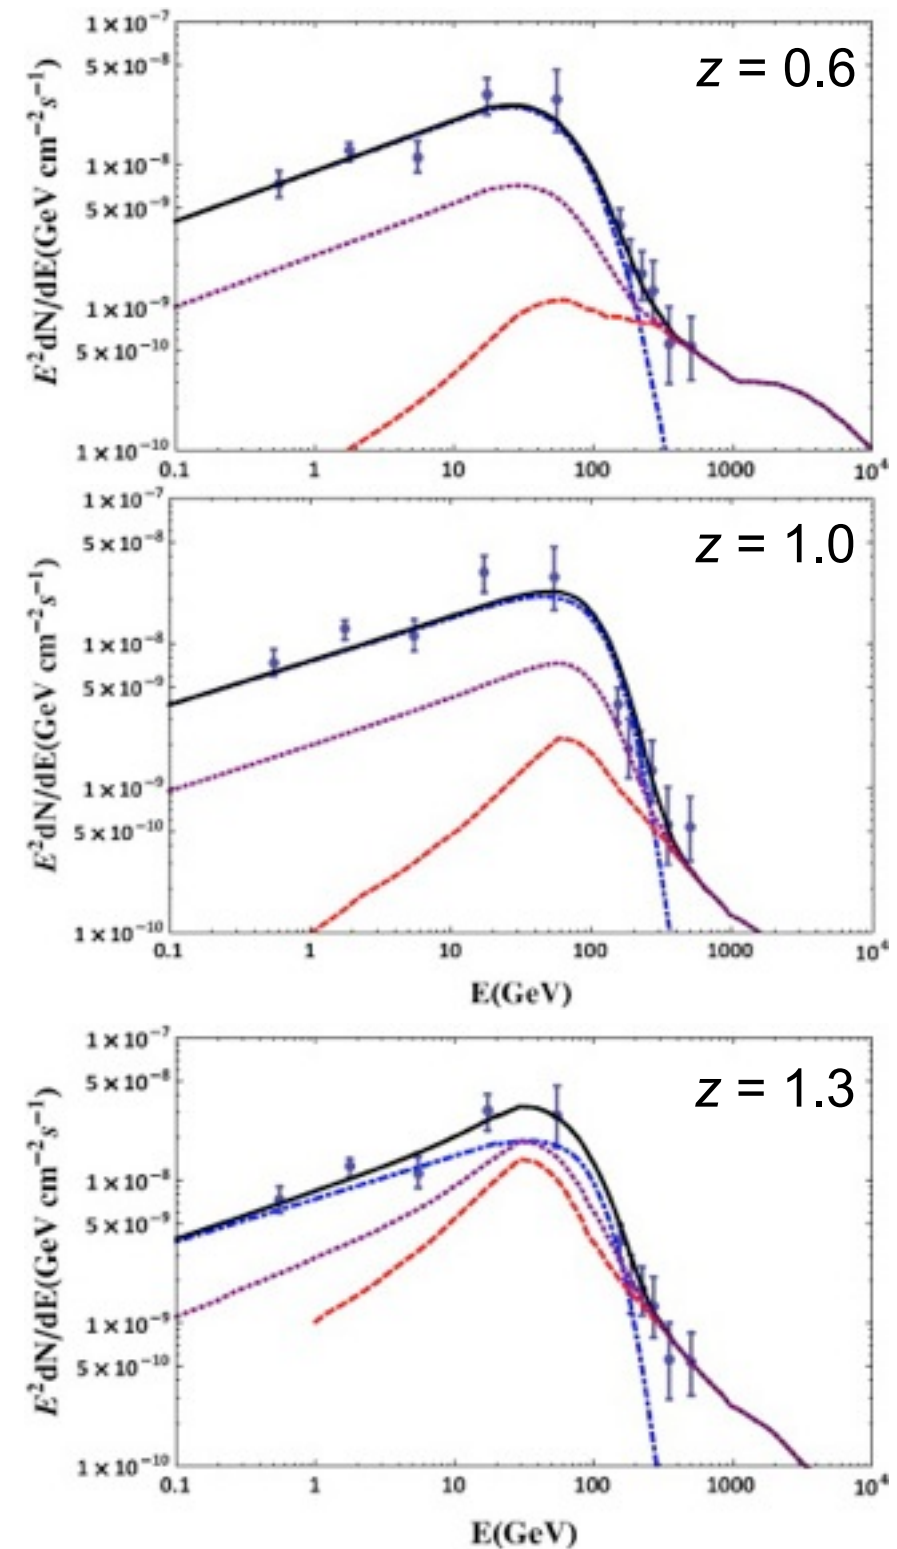 z = 0.6
E²dN/dE(GeV cm⁻²s⁻¹)
1×10⁻⁷
5×10⁻⁸
1×10⁻⁸
5×10⁻⁹
1×10⁻⁹
5×10⁻¹⁰
1×10⁻¹⁰
0.1 1 10 100 1000 10⁴
z = 1.0
E²dN/dE(GeV cm⁻²s⁻¹)
1×10⁻⁷
5×10⁻⁸
1×10⁻⁸
5×10⁻⁹
1×10⁻⁹
5×10⁻¹⁰
1×10⁻¹⁰
0.1 1 10 100 1000 10⁴
E(GeV)
z = 1.3
E²dN/dE(GeV cm⁻²s⁻¹)
1×10⁻⁷
5×10⁻⁸
1×10⁻⁸
5×10⁻⁹
1×10⁻⁹
5×10⁻¹⁰
1×10⁻¹⁰
0.1 1 10 100 1000 10⁴
E(GeV)